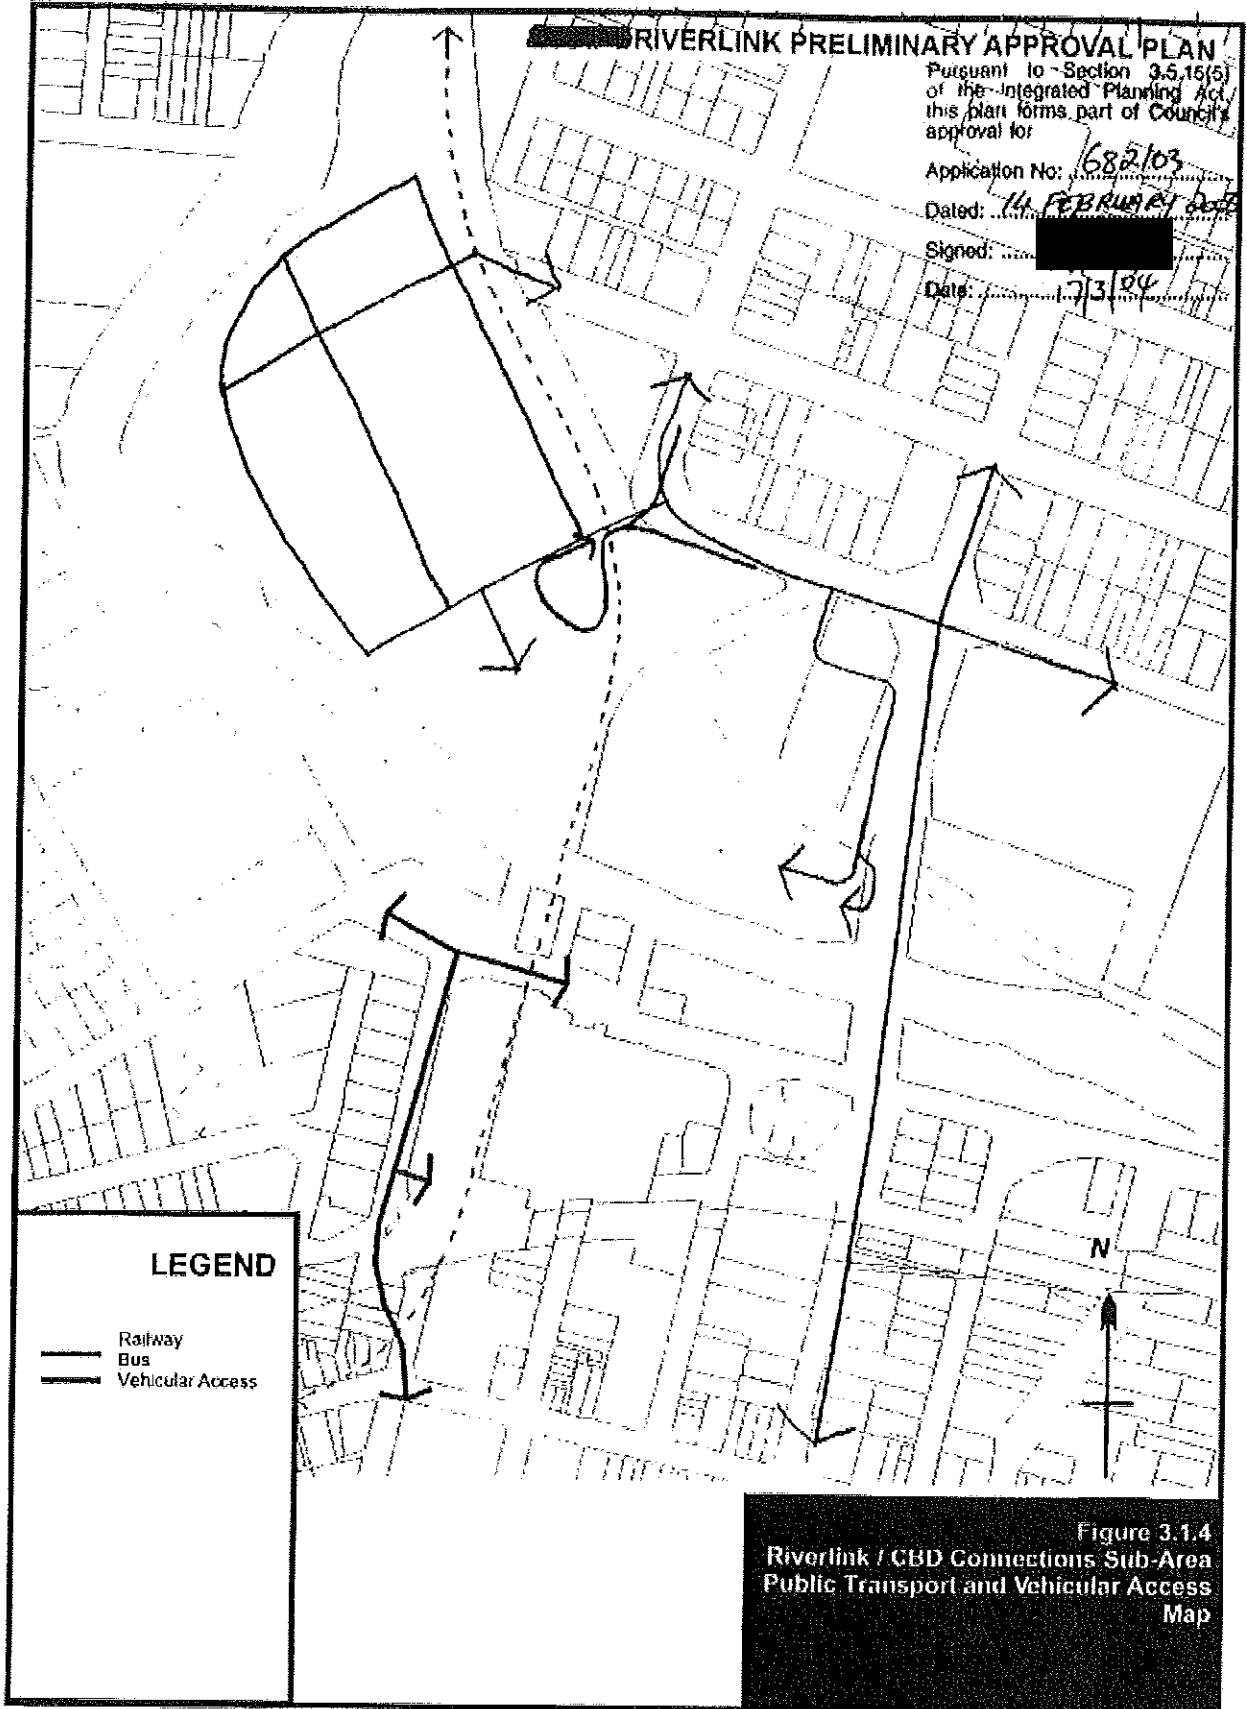 RIVERLINK PRELIMINARY APPROVAL PLAN
Pursuant to Section 3.5.15(5)
of the Integrated Planning Act,
this plan forms part of Council's
approval for
Application No: 682/03
Dated: 14 FEBRUARY
Signed:
Date: 17/3/04
N
LEGEND
Railway
Bus
Vehicular Access
Figure 3.1.4
Riverlink / CBD Connections Sub-Area
Public Transport and Vehicular Access
Map